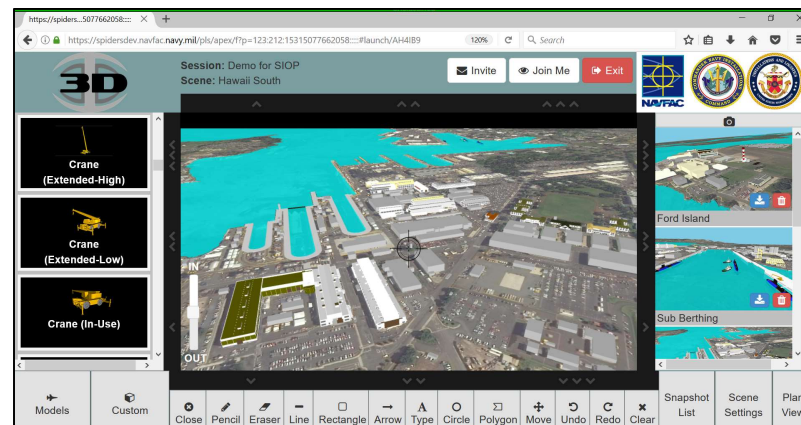 https://spiders...5077662058:::::
https://spidersdev.navfac.navy.mil/pls/apex/f?p=123:212:15315077662058::::#launch/AH4IB9
120%
Search
3D
Session: Demo for SIOP
Scene: Hawaii South
Invite
Join Me
Exit
NAVFAC
Crane
(Extended-High)
Crane
(Extended-Low)
Crane (In-Use)
IN
OUT
Ford Island
Sub Berthing
Models
Custom
Close
Pencil
Eraser
Line
Rectangle
Arrow
Type
Circle
Polygon
Move
Undo
Redo
Clear
Snapshot
List
Scene
Settings
Plan
View